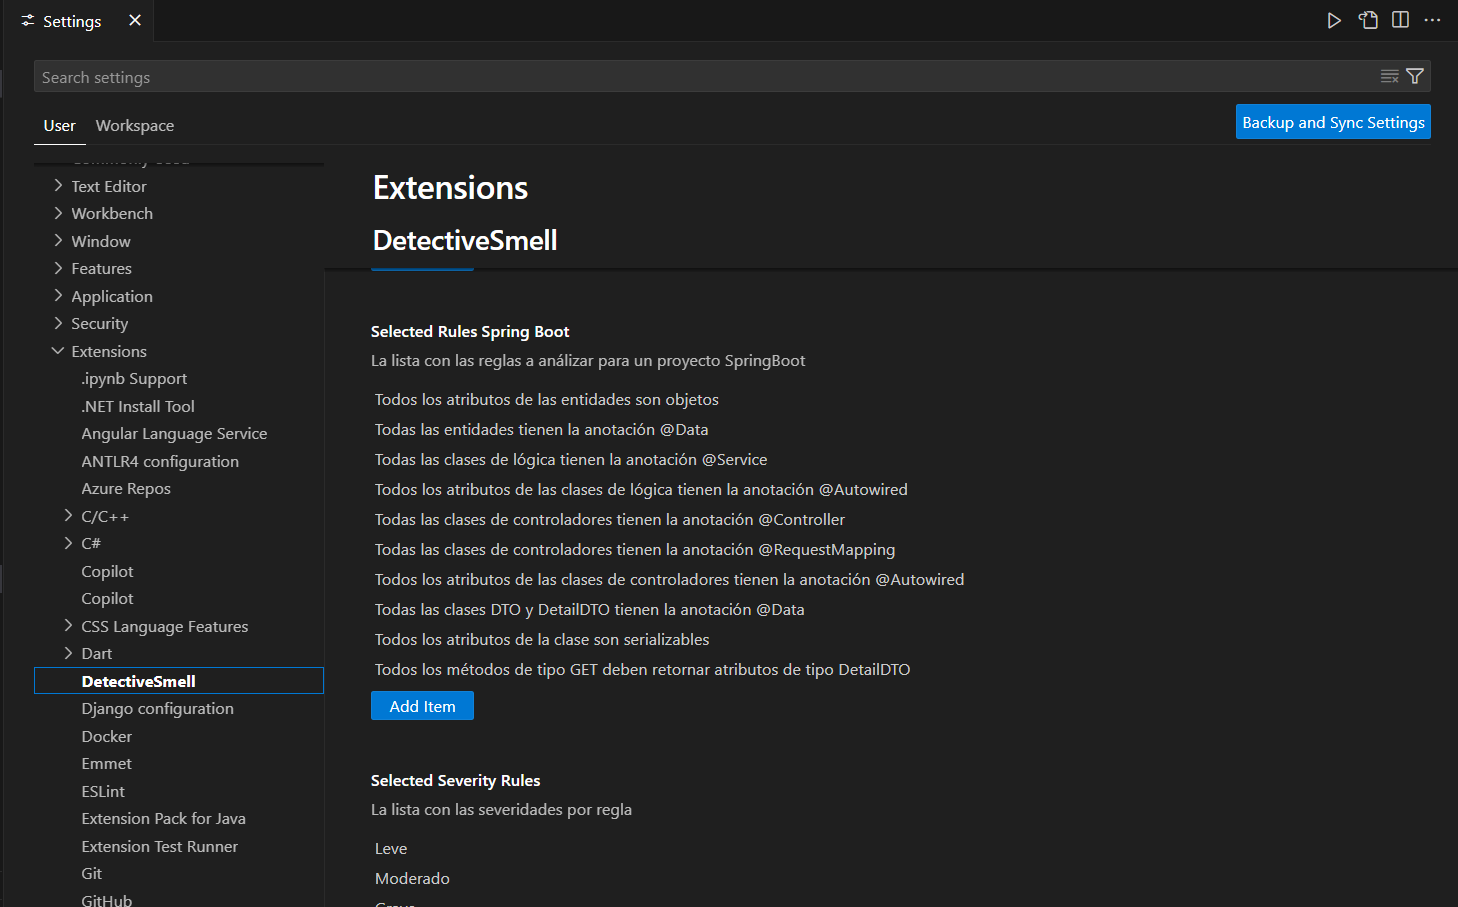 Settings
Search settings
User
Workspace
Backup and Sync Settings
Text Editor
Workbench
Window
Features
Application
Security
Extensions
.ipynb Support
.NET Install Tool
Angular Language Service
ANTLR4 configuration
Azure Repos
C/C++
C#
Copilot
Copilot
CSS Language Features
Dart
DetectiveSmell
Django configuration
Docker
Emmet
ESLint
Extension Pack for Java
Extension Test Runner
Git
GitHub
Extensions
DetectiveSmell
Selected Rules Spring Boot
La lista con las reglas a análizar para un proyecto SpringBoot
Todos los atributos de las entidades son objetos
Todas las entidades tienen la anotación @Data
Todas las clases de lógica tienen la anotación @Service
Todos los atributos de las clases de lógica tienen la anotación @Autowired
Todas las clases de controladores tienen la anotación @Controller
Todas las clases de controladores tienen la anotación @RequestMapping
Todos los atributos de las clases de controladores tienen la anotación @Autowired
Todas las clases DTO y DetailDTO tienen la anotación @Data
Todos los atributos de la clase son serializables
Todos los métodos de tipo GET deben retornar atributos de tipo DetailDTO
Add Item
Selected Severity Rules
La lista con las severidades por regla
Leve
Moderado